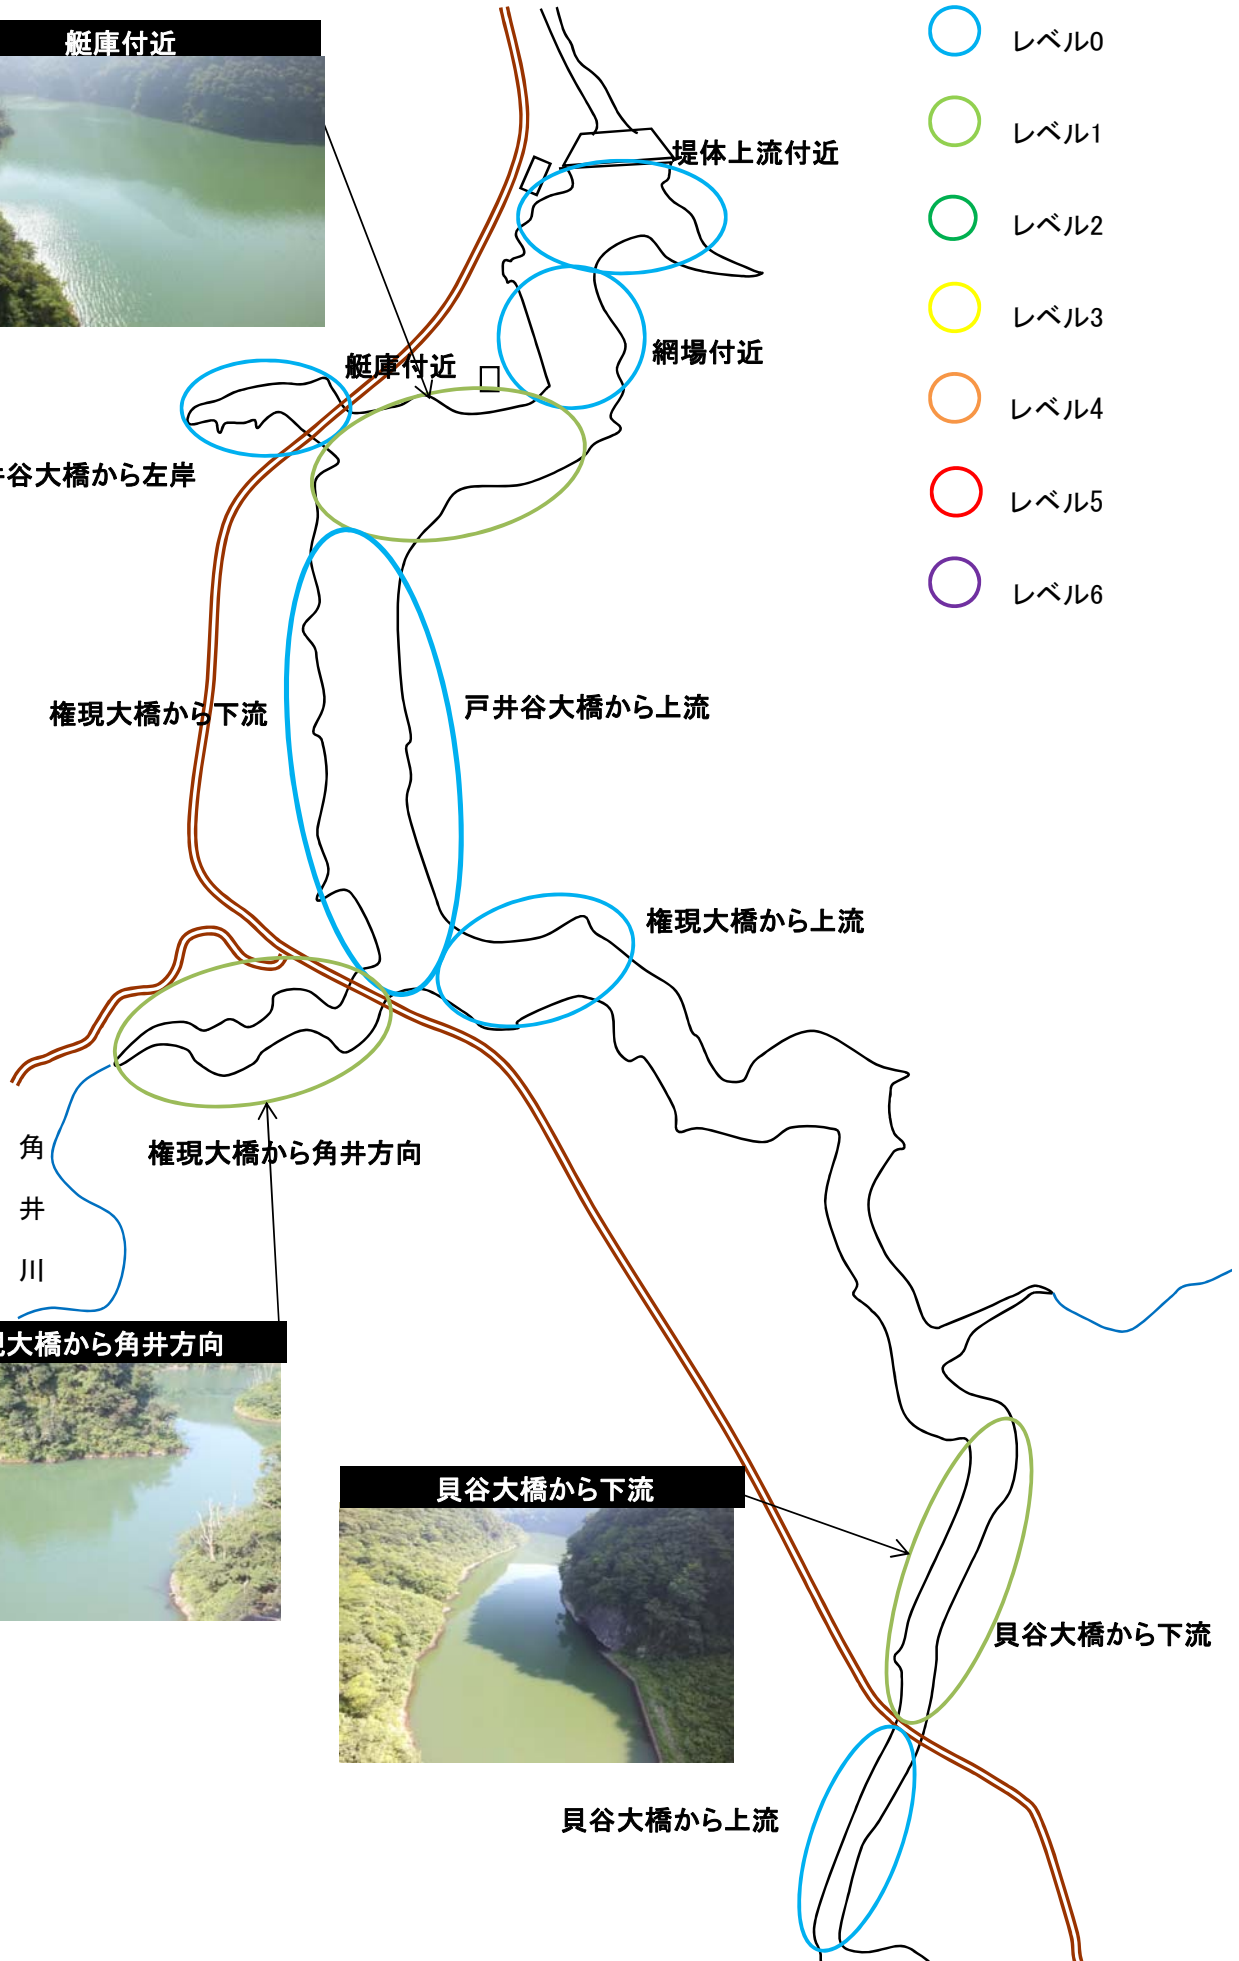 艇庫付近
レベル0
レベル1
堤体上流付近
レベル2
レベル3
網場付近
艇庫付近
レベル4
谷大橋から左岸
レベル5
レベル6
権現大橋から下流
戸井谷大橋から上流
権現大橋から上流
権現大橋から角井方向
角
井
川
大橋から角井方向
貝谷大橋から下流
貝谷大橋から下流
貝谷大橋から上流